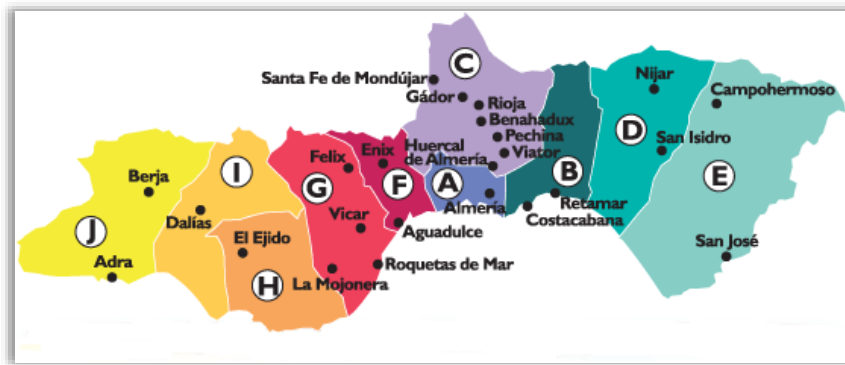 C
Santa Fe de Mondújar
Gádor
Rioja
Benahadux
Pechina
Viator
Huercal
de Almería
Nijar
Campohermoso
D
San Isidro
E
San José
B
Retamar
Costacabana
A
Almería
Enix
F
Aguadulce
Felix
G
Vicar
Roquetas de Mar
La Mojonera
I
Dalías
El Ejido
H
Berja
J
Adra